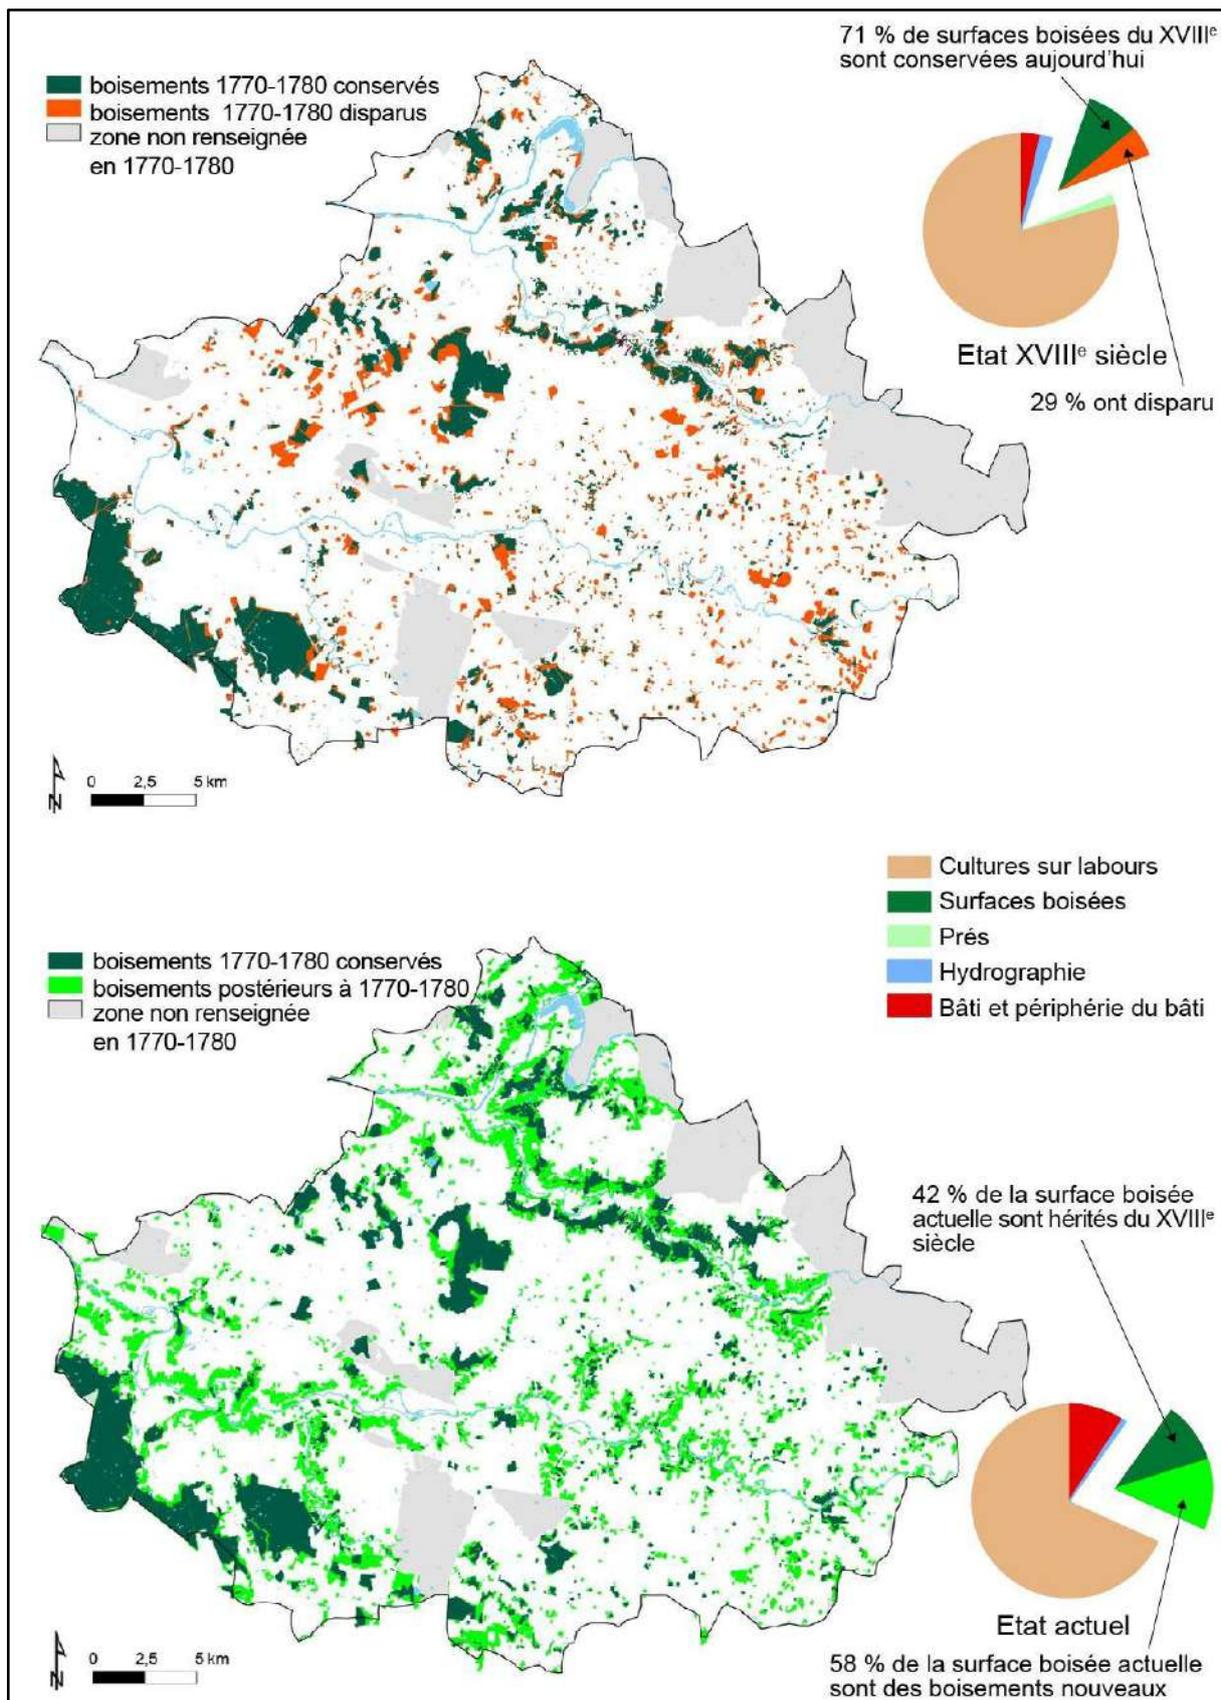 71 % de surfaces boisées du XVIIIe
sont conservées aujourd'hui
boisements 1770-1780 conservés
boisements 1770-1780 disparus
zone non renseignée
en 1770-1780
Etat XVIIIe siècle
29 % ont disparu
N
0 2,5 5 km
Cultures sur labours
Surfaces boisées
Prés
Hydrographie
Bâti et périphérie du bâti
boisements 1770-1780 conservés
boisements postérieurs à 1770-1780
zone non renseignée
en 1770-1780
42 % de la surface boisée
actuelle sont hérités du XVIIIe
siècle
Etat actuel
58 % de la surface boisée actuelle
sont des boisements nouveaux
N
0 2,5 5 km